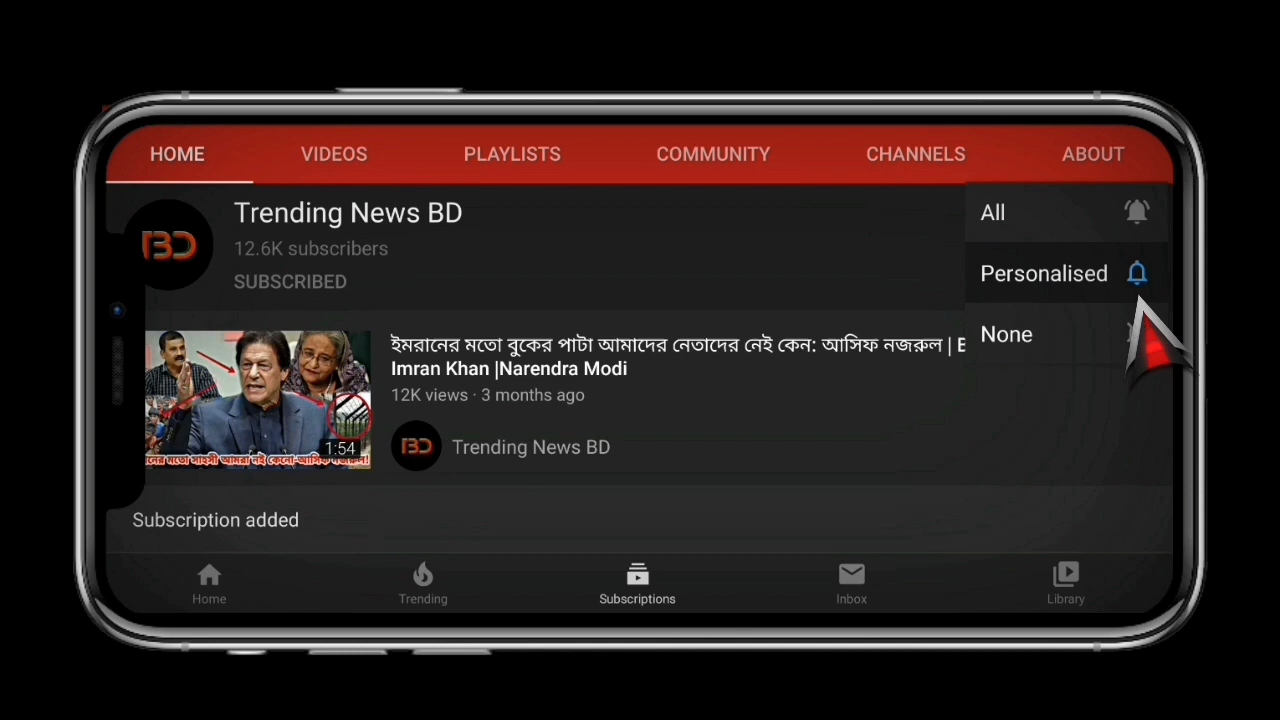 HOME VIDEOS PLAYLISTS COMMUNITY CHANNELS ABOUT
Trending News BD
12.6K subscribers
SUBSCRIBED
BD
All
Personalised
None
ইমরানের মতো বুকের পাটা আমাদের নেতাদের নেই কেন: আসিফ নজরুল |
Imran Khan |Narendra Modi
12K views · 3 months ago
BD
Trending News BD
1:54
Subscription added
Home Trending Subscriptions Inbox Library